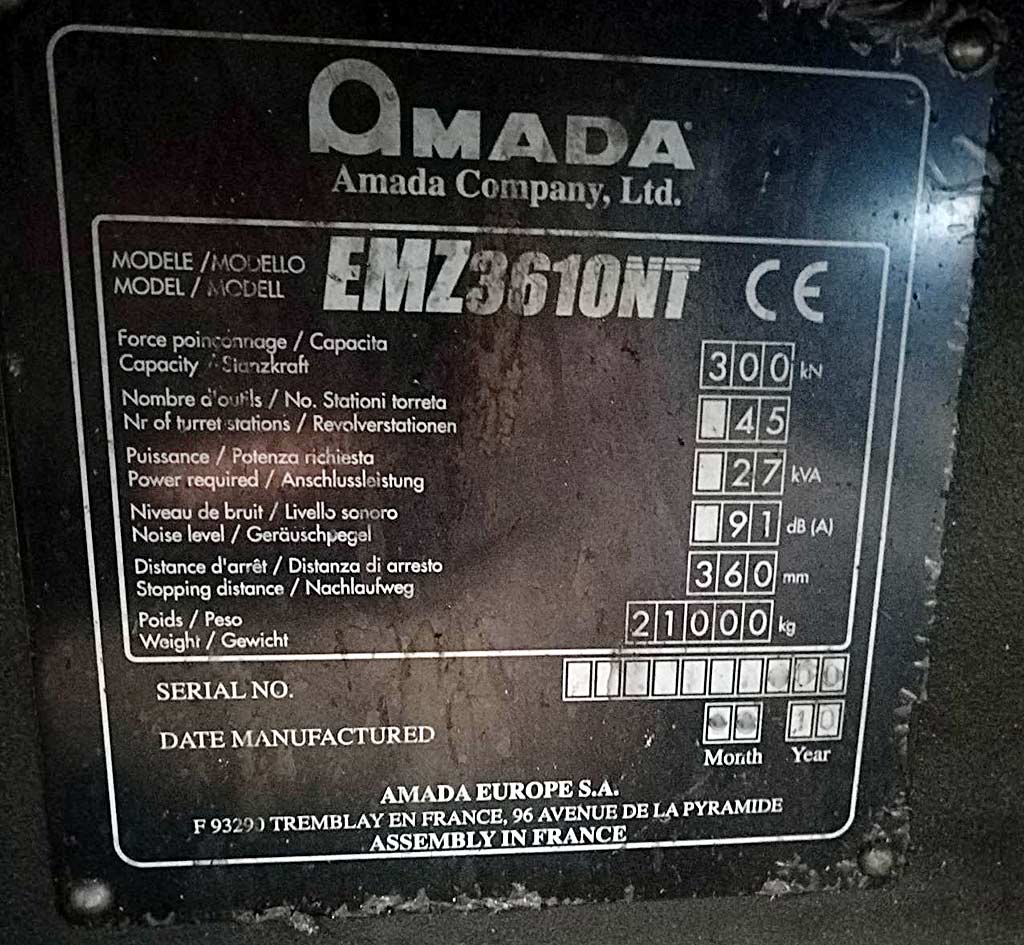 AMADA
Amada Company, Ltd.
MODELE / MODELLO
MODEL / MODELL
EMZ3610NT CE
Force poinçonnage / Capacita
Capacity / Stanzkraft
300 kN
Nombre d'outils / No. Stationi torreta
Nr of turret stations / Revolverstationen
45
Puissance / Potenza richiesta
Power required / Anschlussleistung
27 kVA
Niveau de bruit / Livello sonoro
Noise level / Geräuschpegel
91 dB (A)
Distance d'arrêt / Distanza di arresto
Stopping distance / Nachlaufweg
360 mm
Poids / Peso
Weight / Gewicht
21000 kg
SERIAL NO.
DATE MANUFACTURED
10
Month Year
AMADA EUROPE S.A.
F 93290 TREMBLAY EN FRANCE, 96 AVENUE DE LA PYRAMIDE
ASSEMBLY IN FRANCE